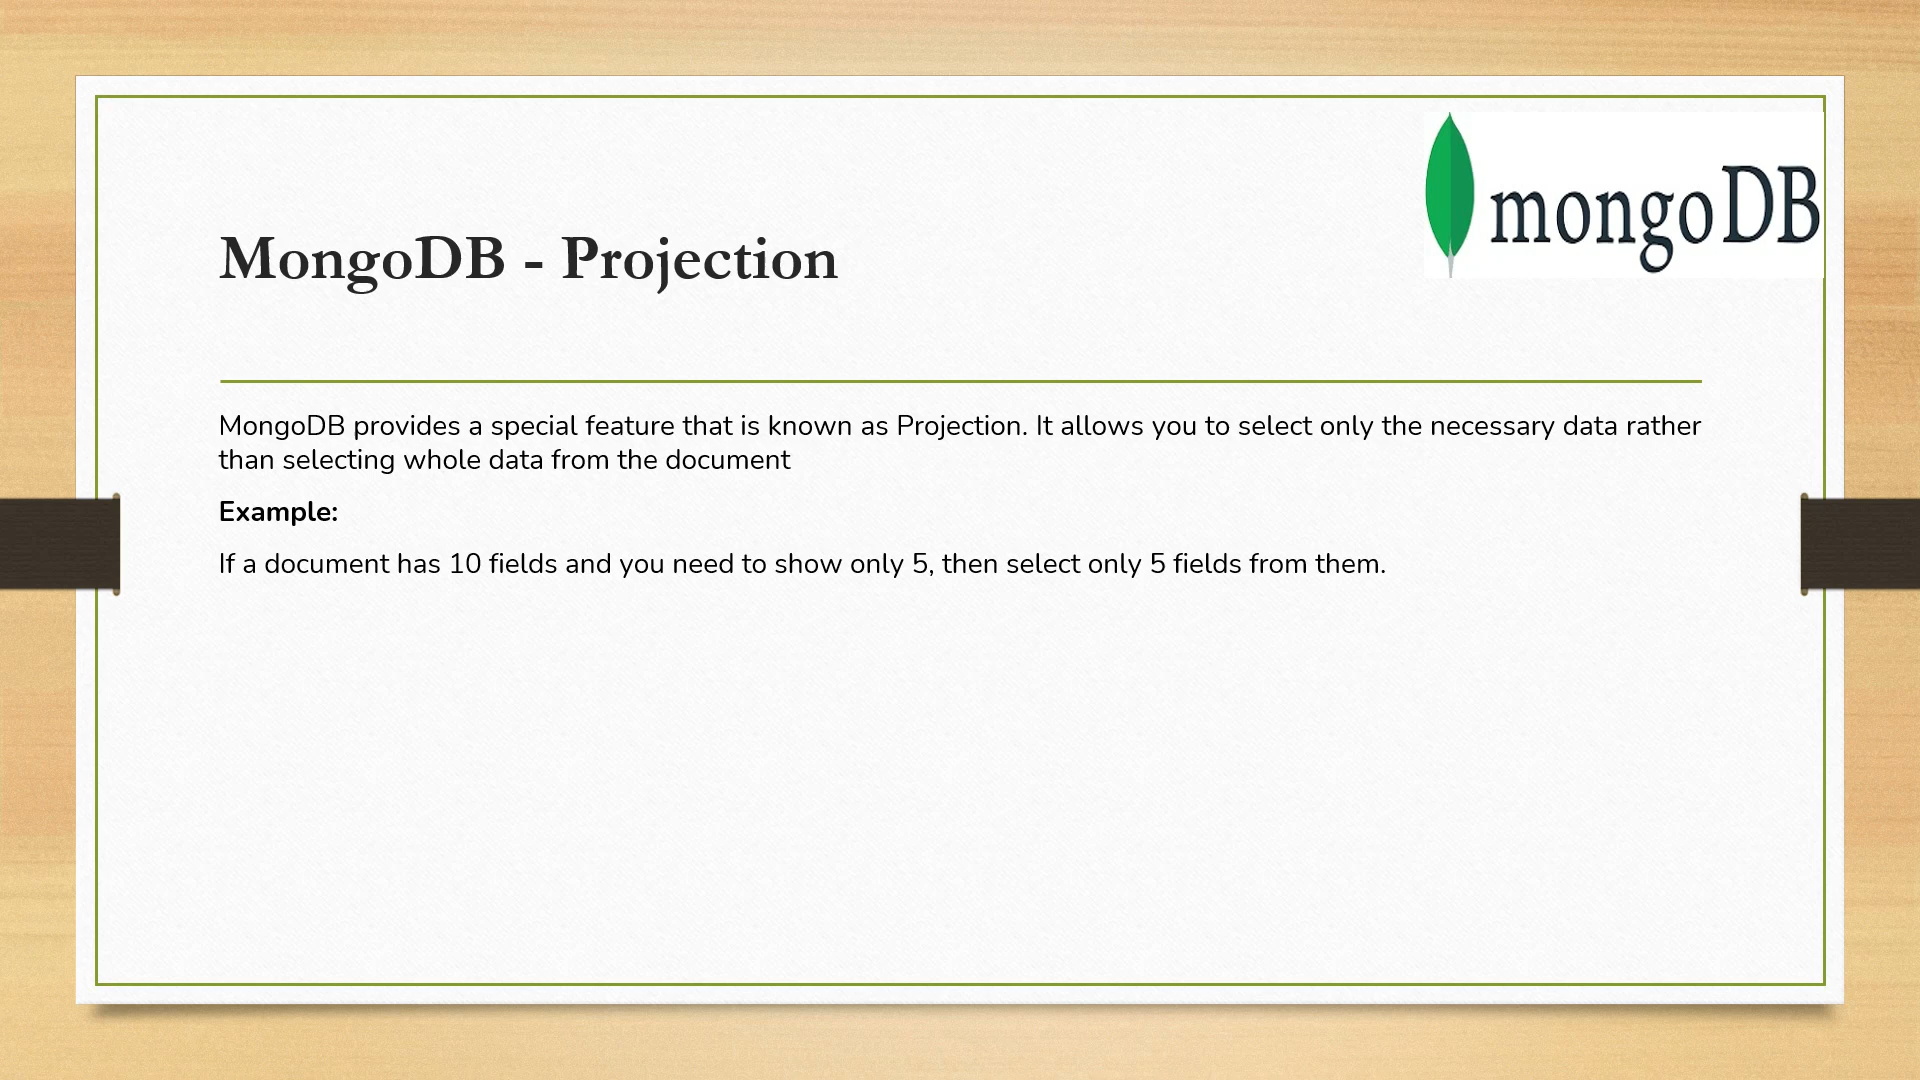 mongoDB
MongoDB - Projection
MongoDB provides a special feature that is known as Projection. It allows you to select only the necessary data rather
than selecting whole data from the document
Example:
If a document has 10 fields and you need to show only 5, then select only 5 fields from them.